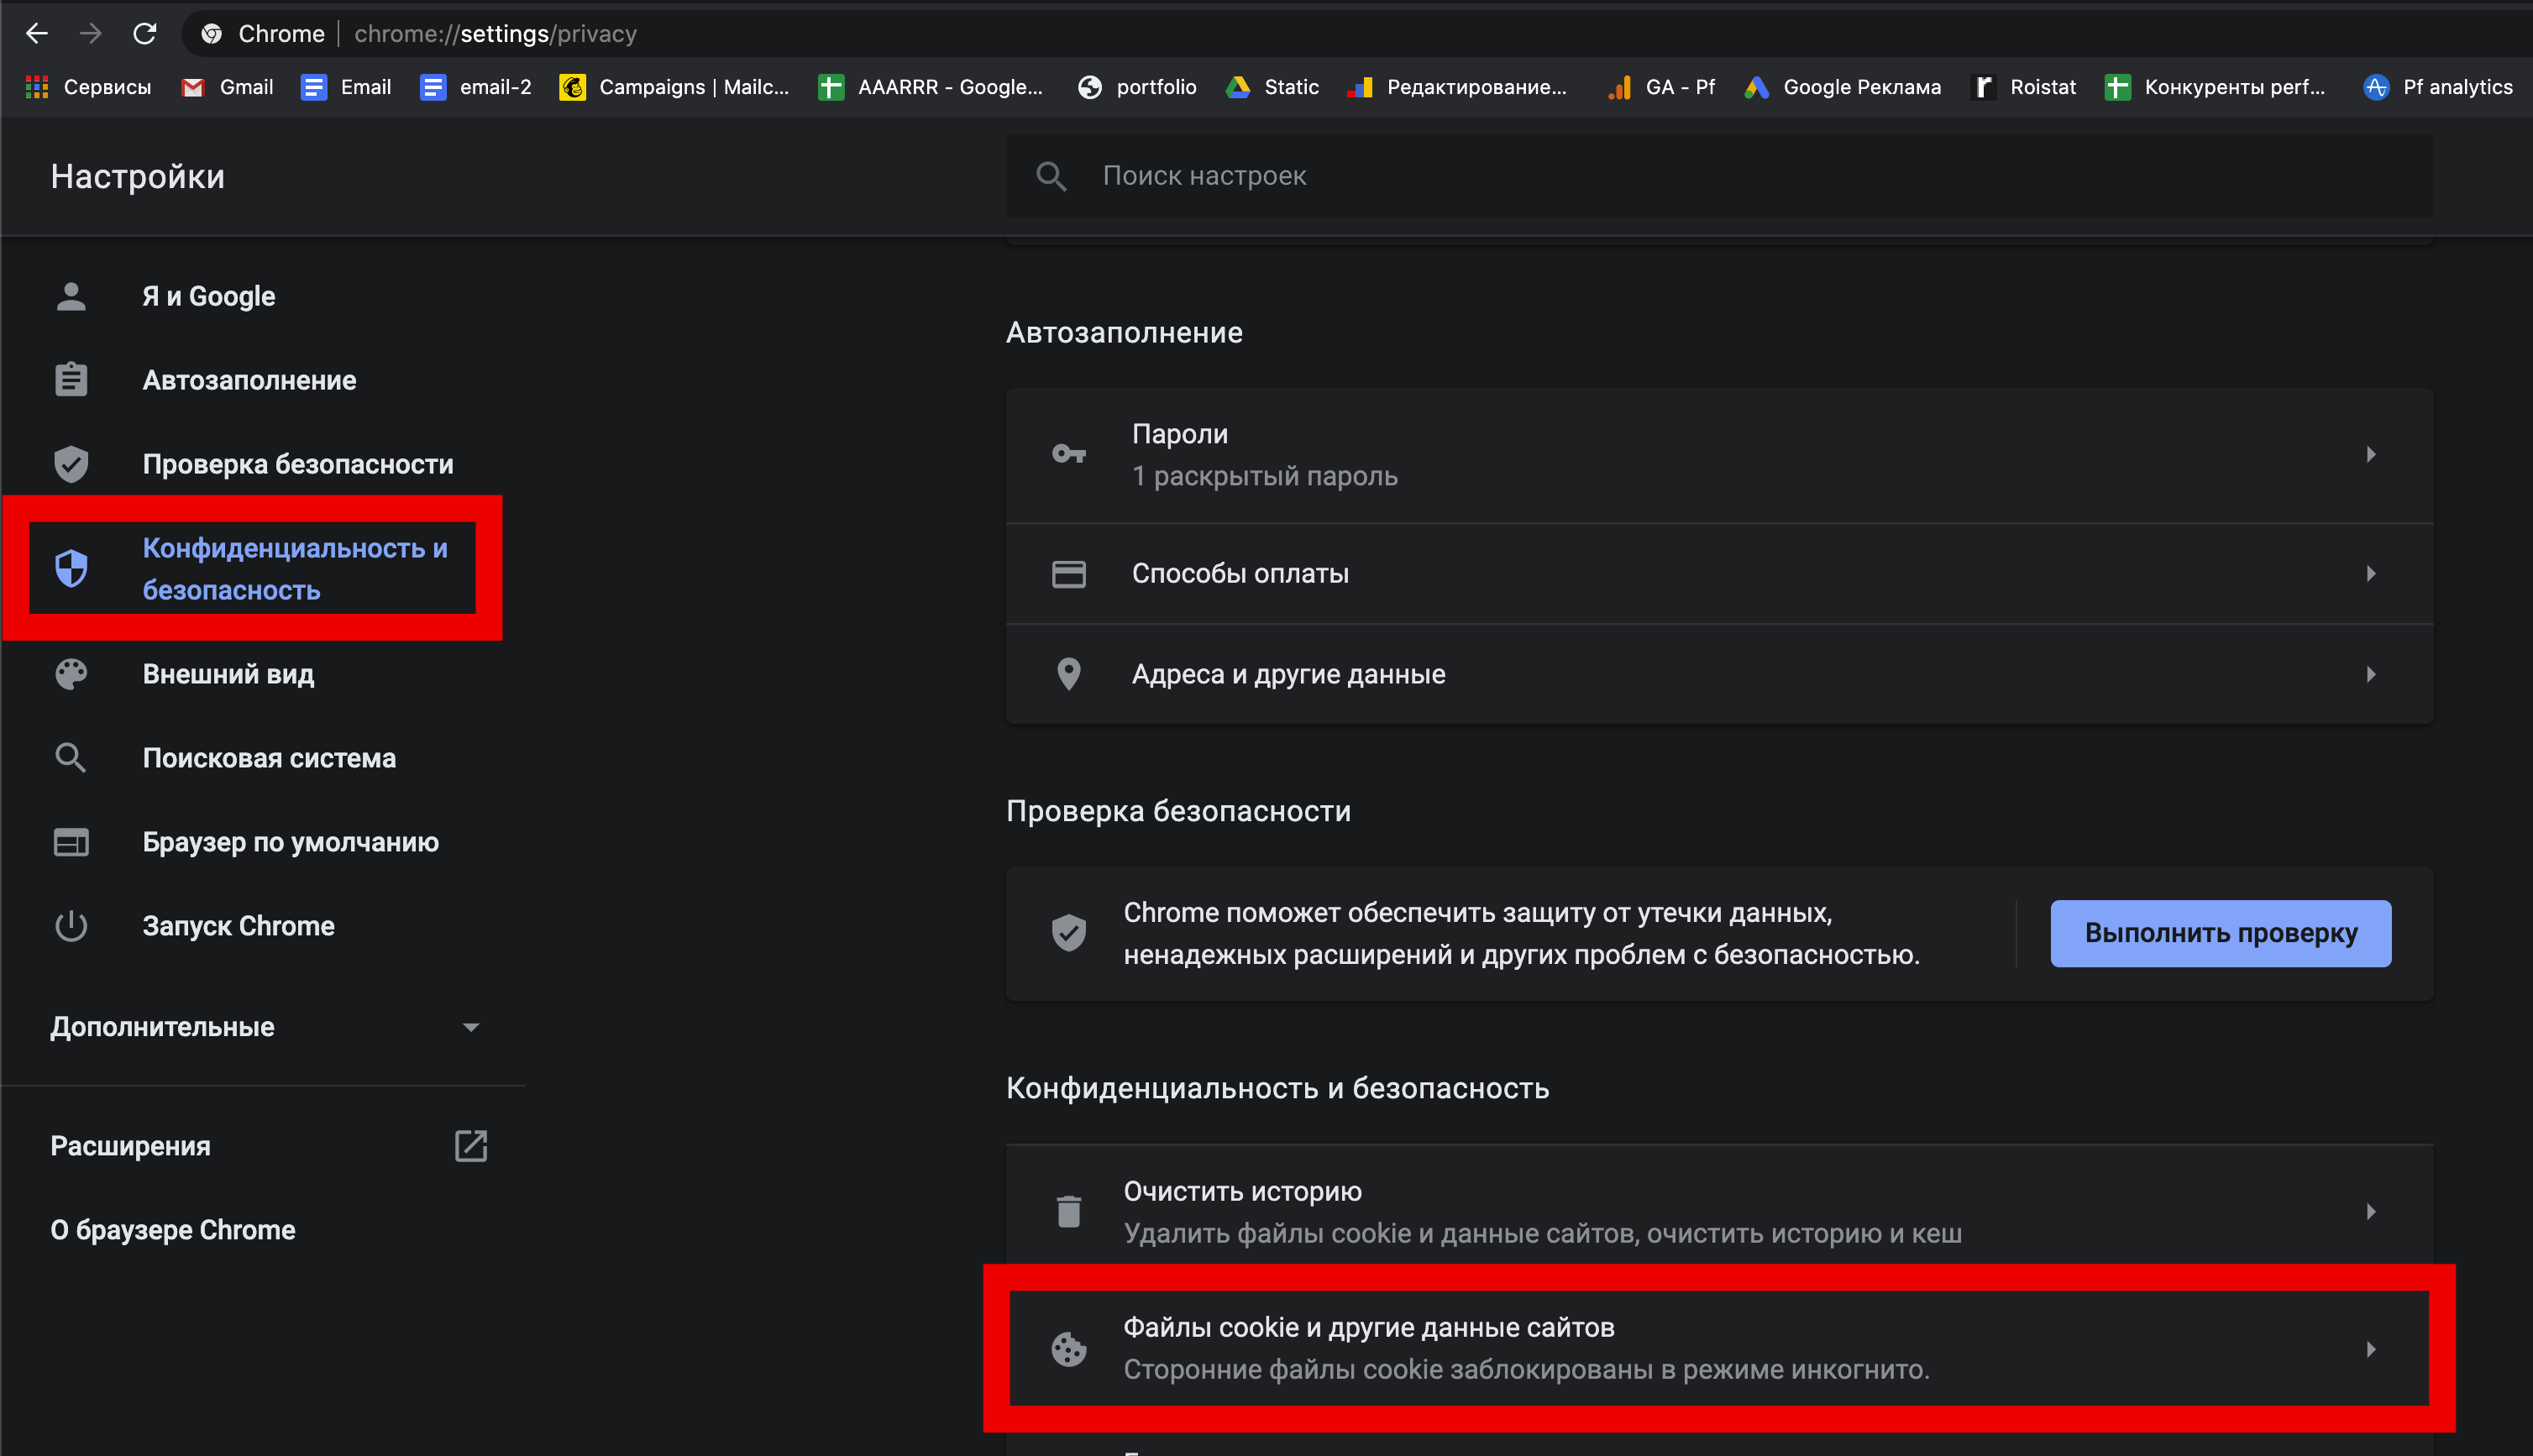 Chrome | chrome://settings/privacy
Сервисы Gmail Email email-2 Campaigns | Mailc... AAARRR - Google... portfolio Static Редактирование... GA - Pf Google Реклама Roistat Конкуренты perf... Pf analytics
Настройки
Поиск настроек
Я и Google
Автозаполнение
Проверка безопасности
Конфиденциальность и
безопасность
Внешний вид
Поисковая система
Браузер по умолчанию
Запуск Chrome
Дополнительные
Расширения
О браузере Chrome
Автозаполнение
Пароли
1 раскрытый пароль
Способы оплаты
Адреса и другие данные
Проверка безопасности
Chrome поможет обеспечить защиту от утечки данных,
ненадежных расширений и других проблем с безопасностью.
Выполнить проверку
Конфиденциальность и безопасность
Очистить историю
Удалить файлы cookie и данные сайтов, очистить историю и кеш
Файлы cookie и другие данные сайтов
Сторонние файлы cookie заблокированы в режиме инкогнито.